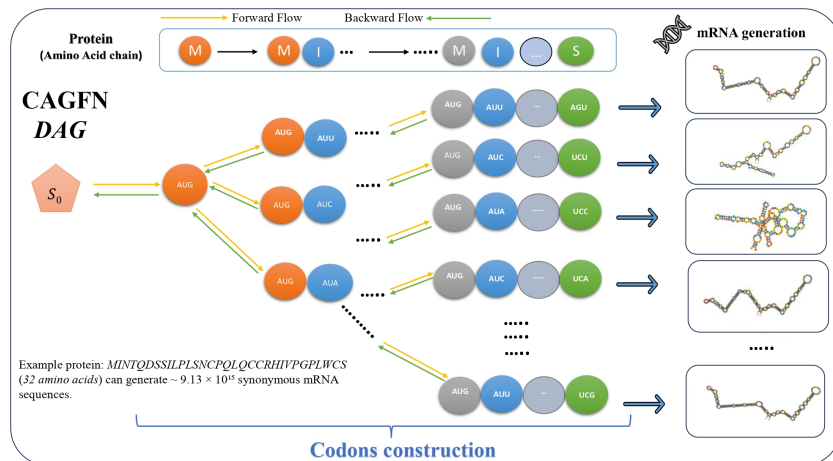 Forward Flow Backward Flow
Protein
(Amino Acid chain)
M M I ... ..... M I ... S
mRNA generation
CAGFN
DAG
S0
AUG
AUG AUU ..... AUG AUU ... AGU
..... AUG AUC ... UCU
AUG AUC
..... AUG AUA ...... UCC
AUG AUA ..... AUG AUC ...... UCA
.....
.....
.....
.....
AUG AUU ... UCG
Example protein: MINTQDSSILPLSNCPQLQCCRHIVPGPLWCS
(32 amino acids) can generate ~ 9.13 × 10¹⁵ synonymous mRNA
sequences.
Codons construction